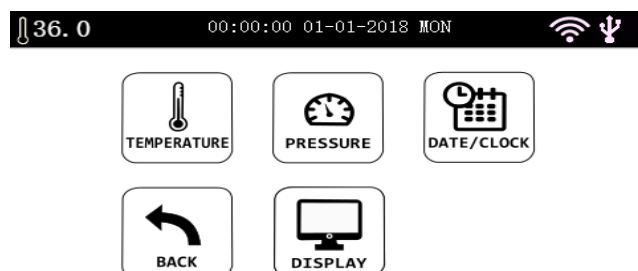 36.0 00:00:00 01-01-2018 MON
TEMPERATURE PRESSURE DATE/CLOCK
BACK DISPLAY